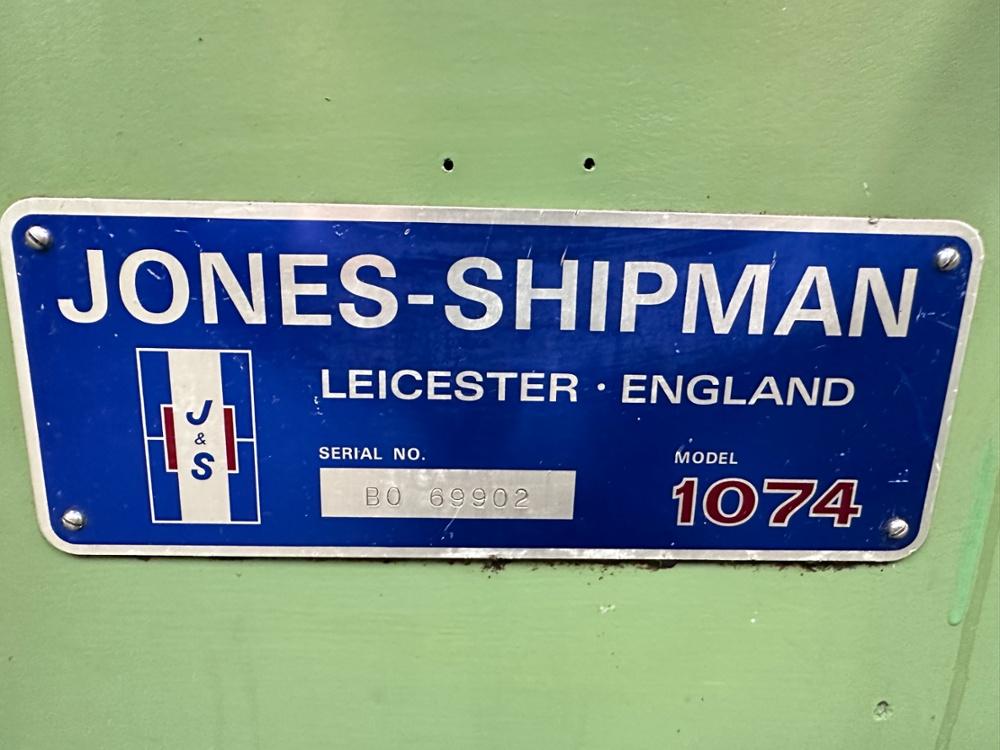 JONES-SHIPMAN
LEICESTER · ENGLAND
J
&
S
SERIAL NO.
BO 69902
MODEL
1074